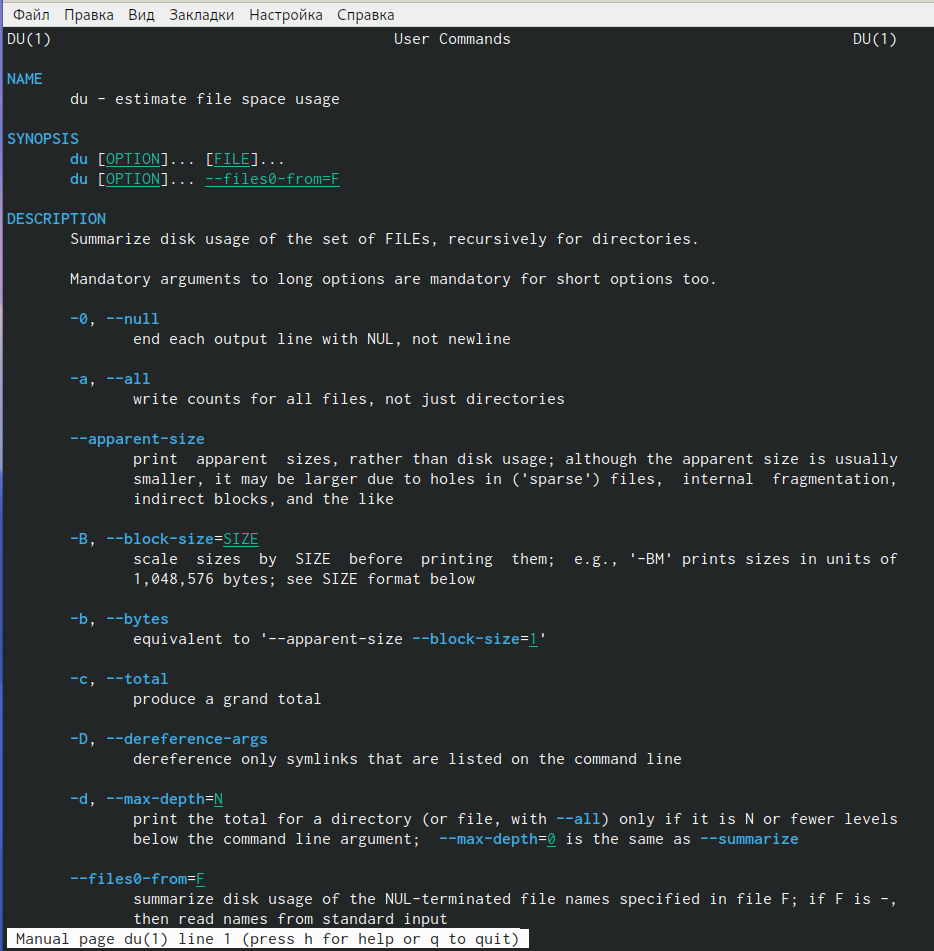 Файл Правка Вид Закладки Настройка Справка
DU(1) User Commands DU(1)
NAME
du - estimate file space usage
SYNOPSIS
du [OPTION]... [FILE]...
du [OPTION]... --files0-from=F
DESCRIPTION
Summarize disk usage of the set of FILEs, recursively for directories.
Mandatory arguments to long options are mandatory for short options too.
-0, --null
end each output line with NUL, not newline
-a, --all
write counts for all files, not just directories
--apparent-size
print apparent sizes, rather than disk usage; although the apparent size is usually
smaller, it may be larger due to holes in ('sparse') files, internal fragmentation,
indirect blocks, and the like
-B, --block-size=SIZE
scale sizes by SIZE before printing them; e.g., '-BM' prints sizes in units of
1,048,576 bytes; see SIZE format below
-b, --bytes
equivalent to '--apparent-size --block-size=1'
-c, --total
produce a grand total
-D, --dereference-args
dereference only symlinks that are listed on the command line
-d, --max-depth=N
print the total for a directory (or file, with --all) only if it is N or fewer levels
below the command line argument; --max-depth=0 is the same as --summarize
--files0-from=F
summarize disk usage of the NUL-terminated file names specified in file F; if F is -,
then read names from standard input
Manual page du(1) line 1 (press h for help or q to quit)